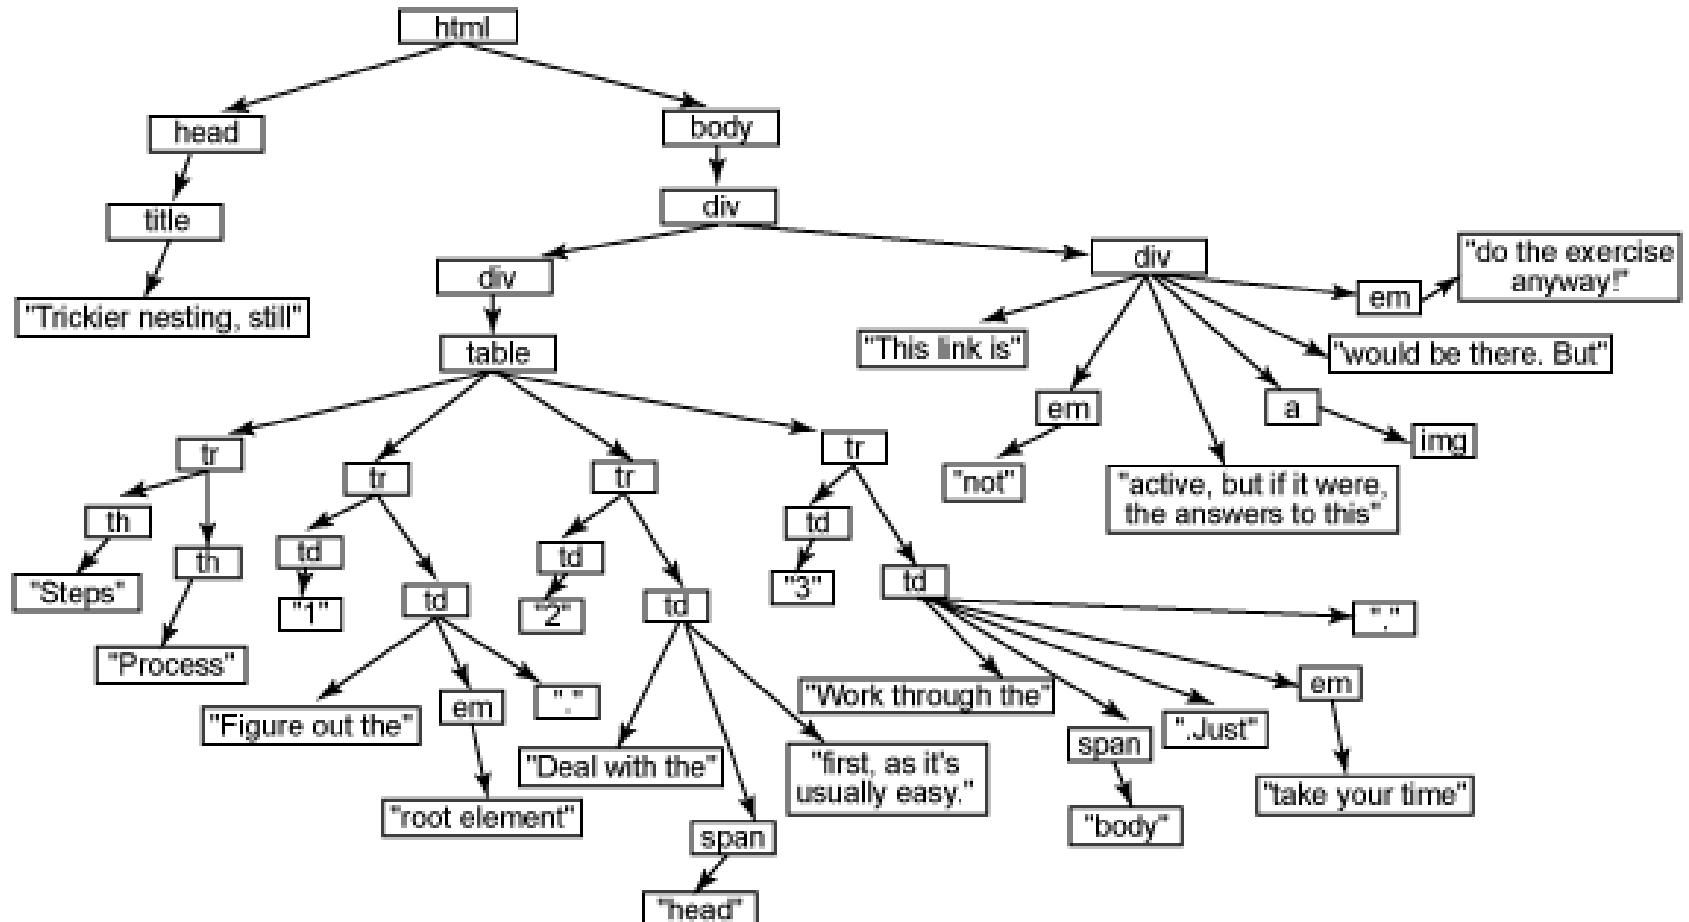 html
head
body
title
div
div
div
"do the exercise
anyway!"
em
"Trickier nesting, still"
table
"This link is"
"would be there. But"
em
a
img
tr
tr
tr
tr
"not"
"active, but if it were,
the answers to this"
th
th
td
td
td
td
td
td
"Steps"
"1"
"2"
"3"
"."
"Process"
"Figure out the"
em
"."
"Work through the"
em
"Deal with the"
"first, as it's
usually easy."
span
".Just"
"take your time"
"root element"
span
"body"
"head"